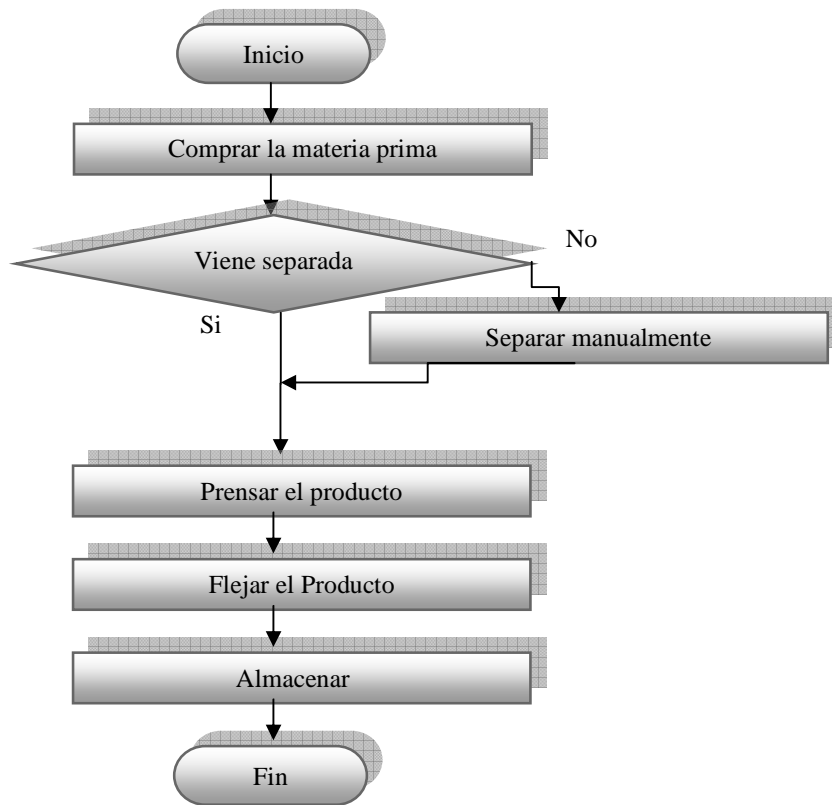 Inicio
Comprar la materia prima
Viene separada
No
Si
Separar manualmente
Prensar el producto
Flejar el Producto
Almacenar
Fin